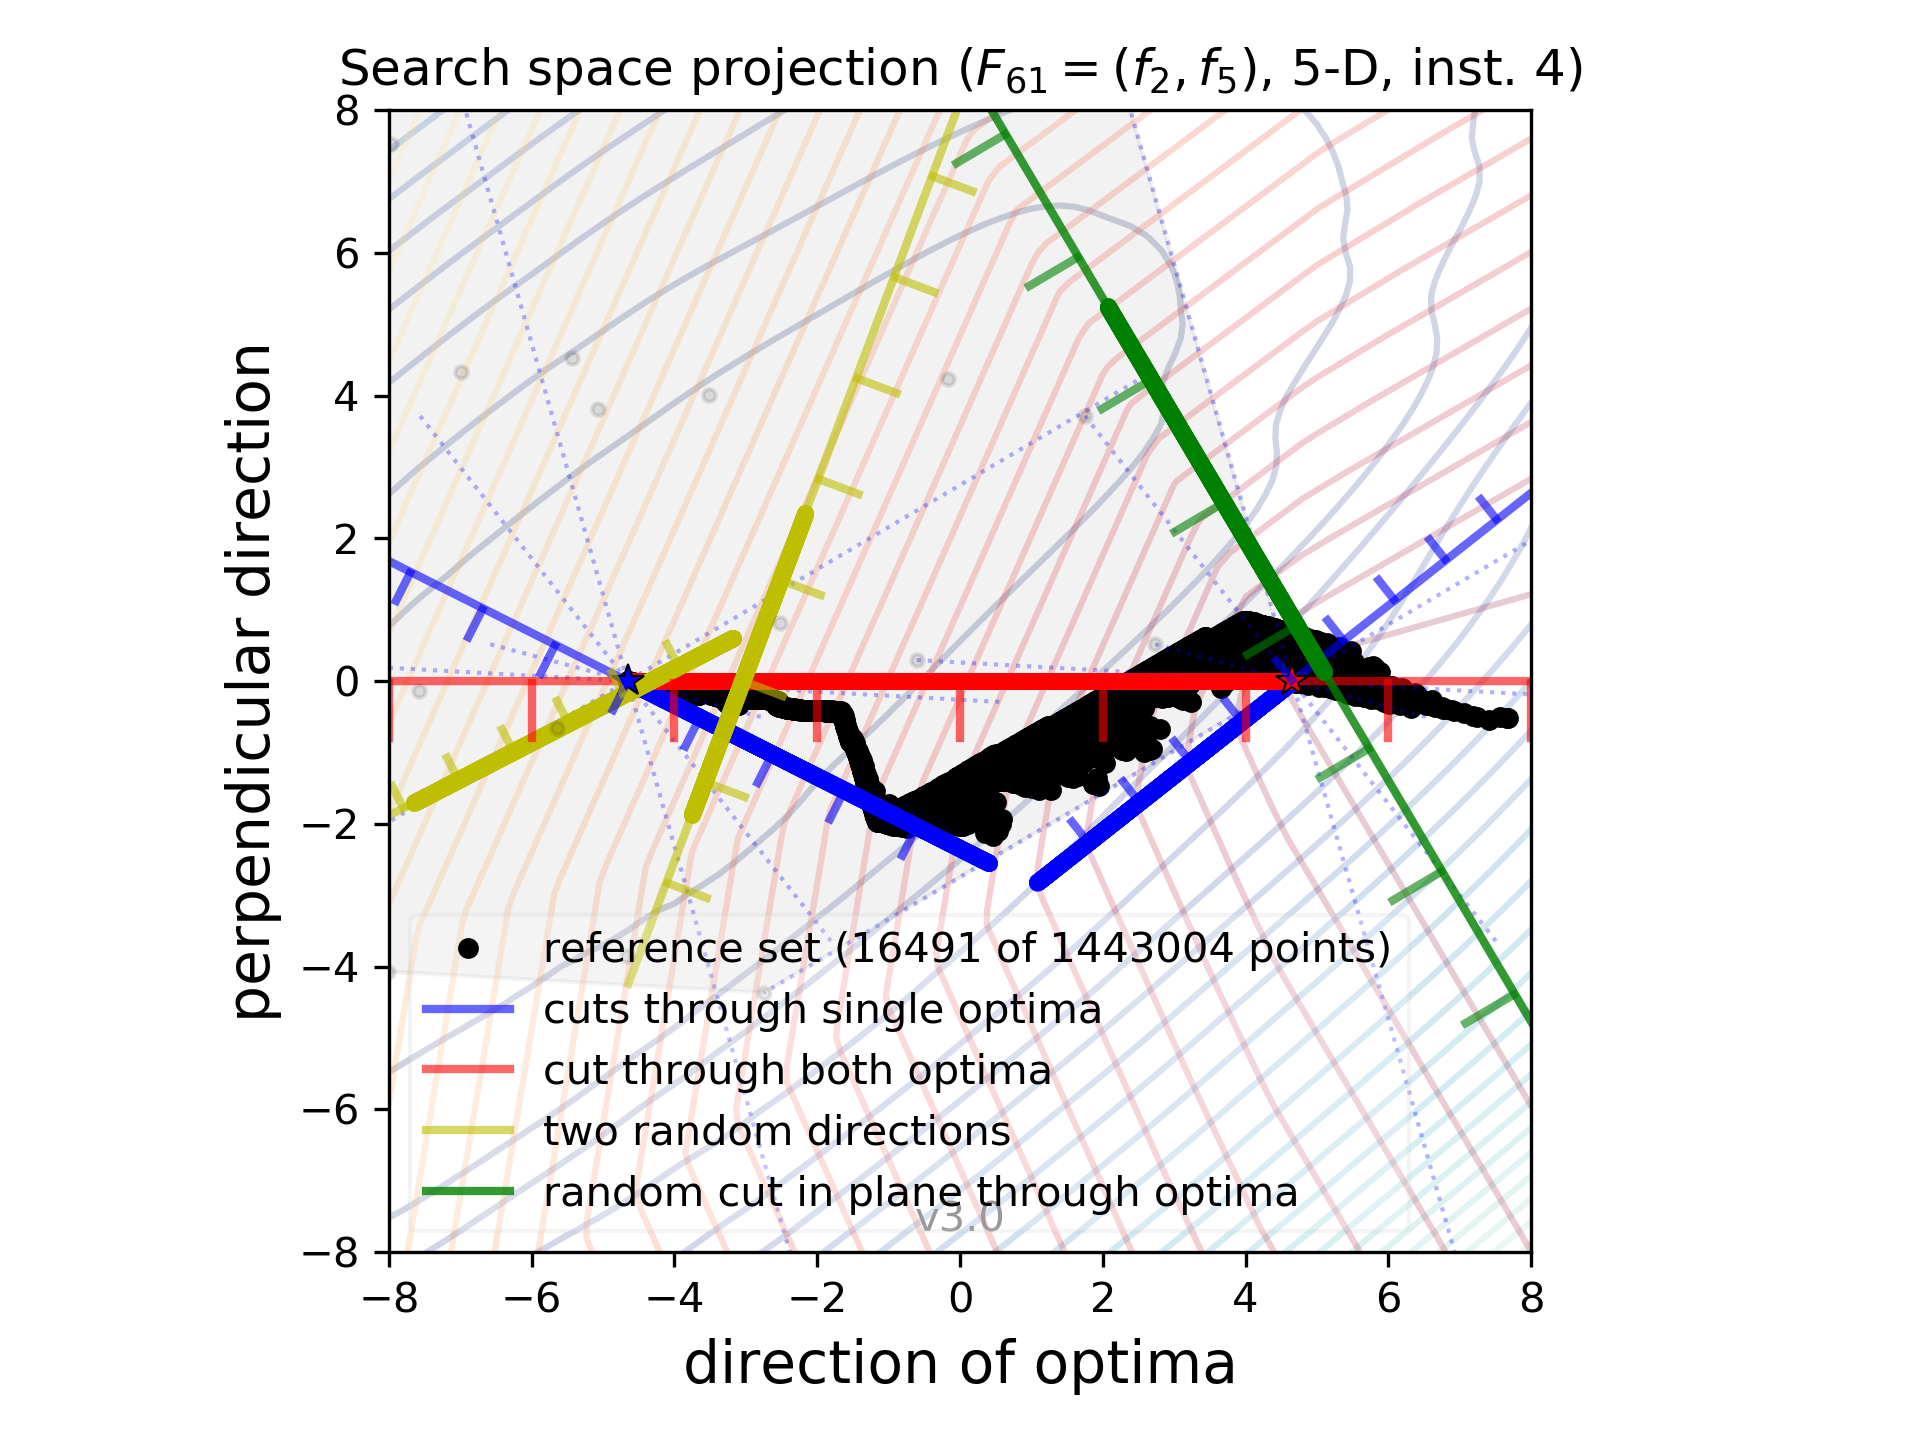 Search space projection (F61 = (f2, f5), 5-D, inst. 4)
8
6
4
2
0
−2
−4
−6
−8
perpendicular direction
reference set (16491 of 1443004 points)
cuts through single optima
cut through both optima
two random directions
random cut in plane through optima
v3.0
−8 −6 −4 −2 0 2 4 6 8
direction of optima